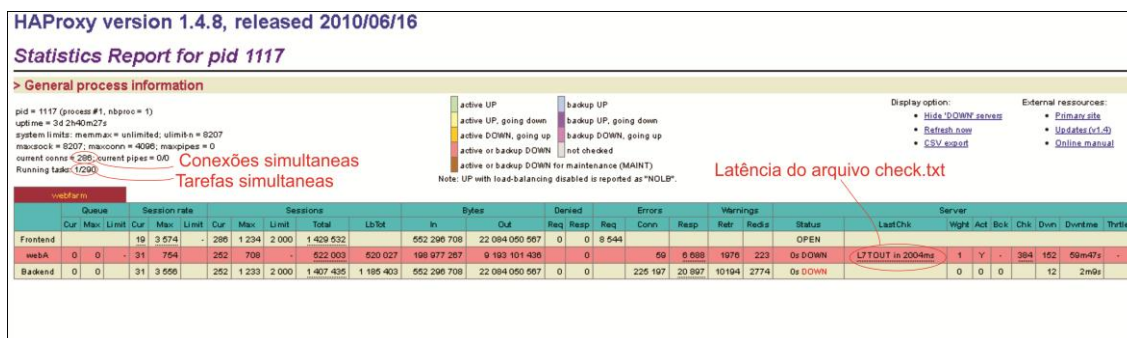 HAProxy version 1.4.8, released 2010/06/16
Statistics Report for pid 1117
> General process information
pid = 1117 (process #1, nbproc = 1)
uptime = 3d 2h40m27s
system limits: memmax = unlimited; ulimit-n = 8207
maxsock = 8207; maxconn = 4096; maxpipes = 0
current conns = 286; current pipes = 0/0
Running tasks: 1/290
Conexões simultaneas
Tarefas simultaneas
active UP backup UP
active UP, going down backup UP, going down
active DOWN, going up backup DOWN, going up
active or backup DOWN not checked
active or backup DOWN for maintenance (MAINT)
Note: UP with load-balancing disabled is reported as "NOLB".
Display option:
• Hide 'DOWN' servers
• Refresh now
• CSV export
External ressources:
• Primary site
• Updates (v1.4)
• Online manual
Latência do arquivo check.txt
webfarm
Queue Session rate Sessions Bytes Denied Errors Warnings Server
Cur Max Limit Cur Max Limit Cur Max Limit Total LbTot In Out Req Resp Req Conn Resp Retr Redis Status LastChk Wght Act Bck Chk Dwn Dwntme Thrtle
Frontend 19 3 574 - 286 1 234 2 000 1 429 532 552 296 708 22 084 050 567 0 0 8 544 OPEN
webA 0 0 - 31 754 252 708 - 522 003 520 027 198 977 267 9 193 101 436 0 59 6 688 1976 223 0s DOWN L7TOUT in 2004ms 1 Y - 384 152 59m47s -
Backend 0 0 31 3 556 252 1 233 2 000 1 407 435 1 185 403 552 296 708 22 084 050 567 0 0 225 197 20 897 10194 2774 0s DOWN 0 0 0 12 2m9s